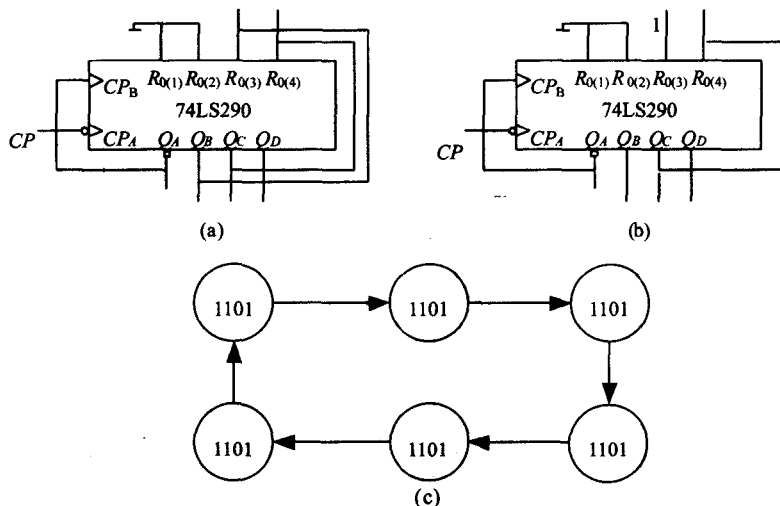 1
R0(1) R0(2) R0(3) R0(4)
CPB
74LS290
CP
CPA QA QB QC QD
(a)
R0(1) R0(2) R0(3) R0(4)
CPB
74LS290
CP
CPA QA QB QC QD
(b)
1101 1101 1101
1101 1101 1101
(c)